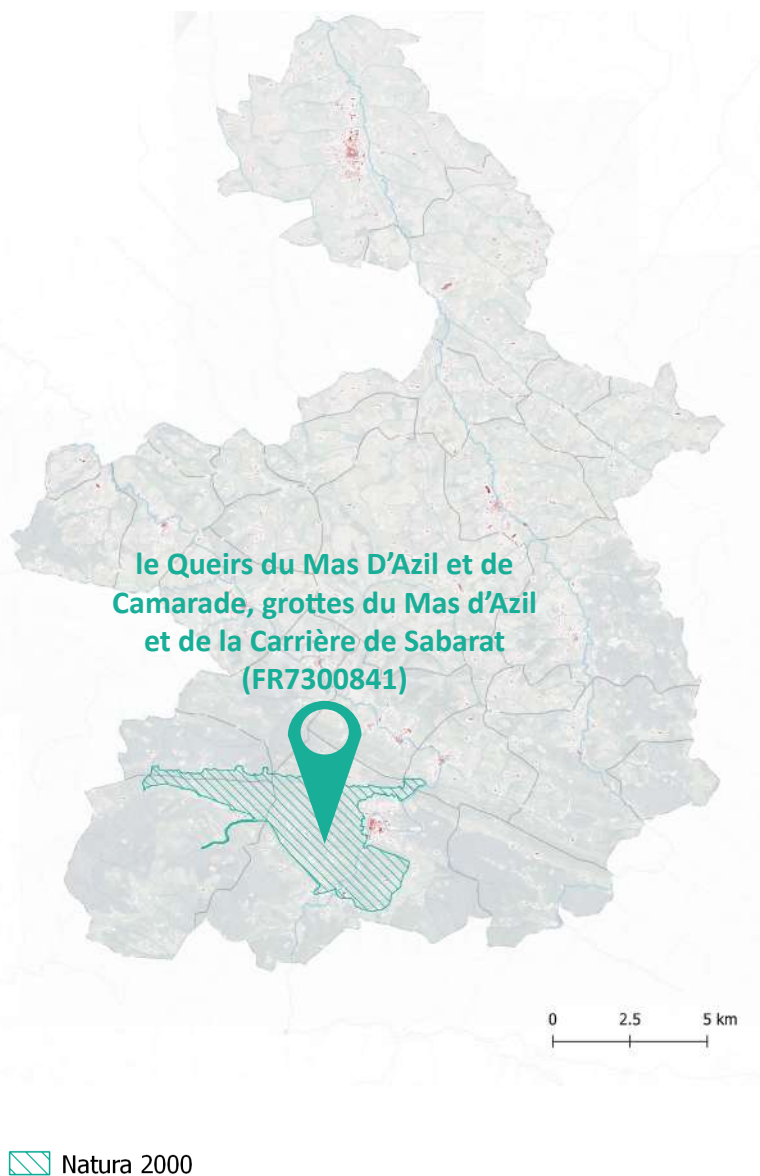 le Queirs du Mas D’Azil et de
Camarade, grottes du Mas d’Azil
et de la Carrière de Sabarat
(FR7300841)
0 2.5 5 km
Natura 2000